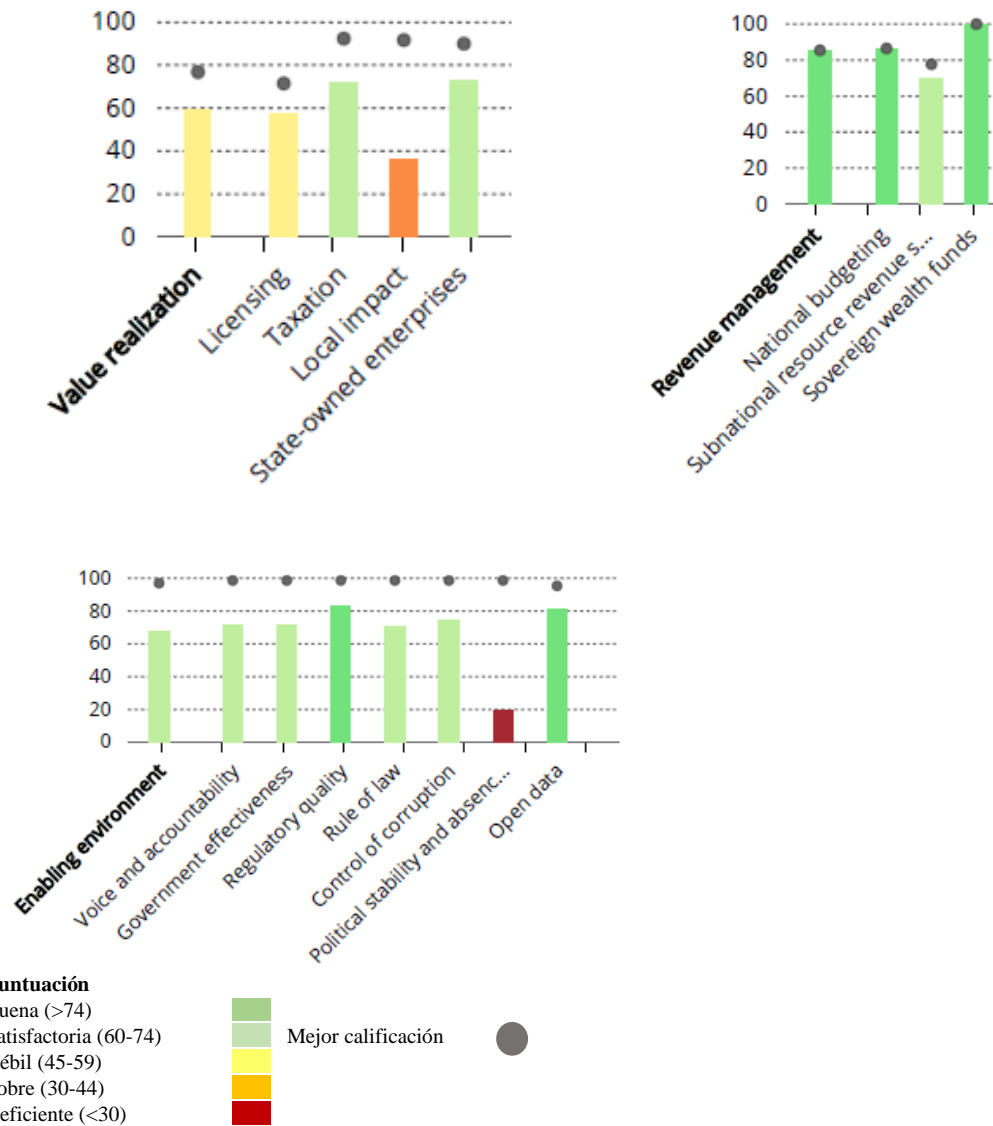 100
80
60
40
20
0
Value realization
Licensing
Taxation
Local impact
State-owned enterprises
100
80
60
40
20
0
Revenue management
National budgeting
Subnational resource revenue s...
Sovereign wealth funds
100
80
60
40
20
0
Enabling environment
Voice and accountability
Government effectiveness
Regulatory quality
Rule of law
Control of corruption
Political stability and absenc...
Open data
untuación
uena (>74)
atisfactoria (60-74) Mejor calificación
ébil (45-59)
obre (30-44)
eficiente (<30)